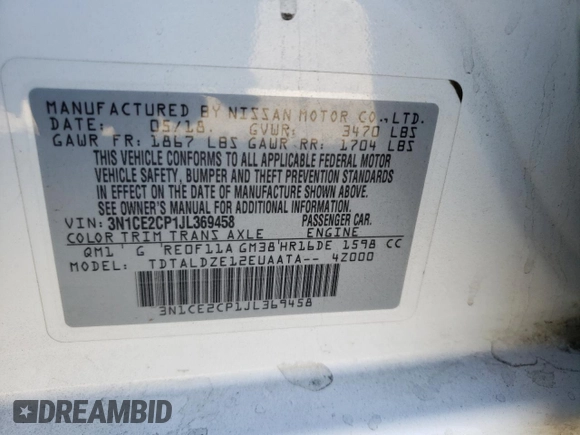 MANUFACTURED BY NISSAN MOTOR CO.,LTD.
DATE: 05/18. GVWR: 3470 LBS
GAWR FR: 1867 LBS GAWR RR: 1704 LBS
THIS VEHICLE CONFORMS TO ALL APPLICABLE FEDERAL MOTOR
VEHICLE SAFETY, BUMPER AND THEFT PREVENTION STANDARDS
IN EFFECT ON THE DATE OF MANUFACTURE SHOWN ABOVE.
SEE OWNER'S MANUAL FOR ADDITIONAL INFORMATION.
VIN: 3N1CE2CP1JL369458 PASSENGER CAR.
COLOR TRIM TRANS AXLE ENGINE
QM1 G RE0F11A GM38 HR16DE 1598 CC
MODEL: TDTALDZE12EUAATA-- 4Z000
3N1CE2CP1JL369458
DREAMBID